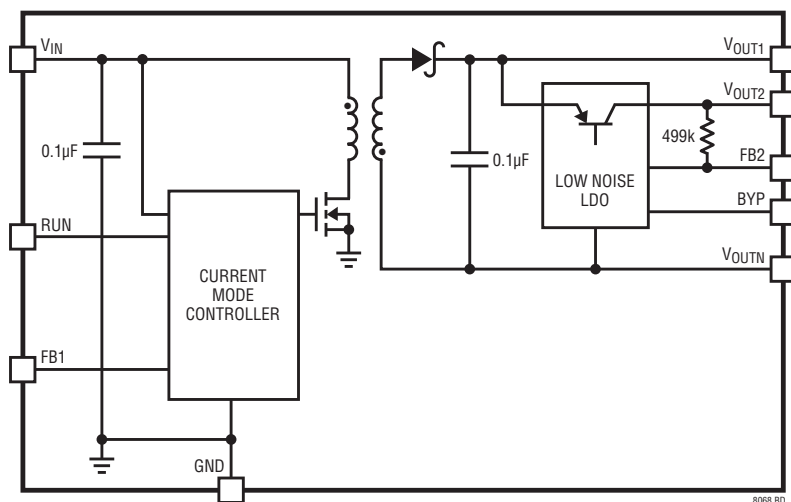 VIN
VOUT1
VOUT2
0.1µF
499k
0.1µF
FB2
LOW NOISE
LDO
BYP
RUN
VOUTN
CURRENT
MODE
CONTROLLER
FB1
GND
8068 BD